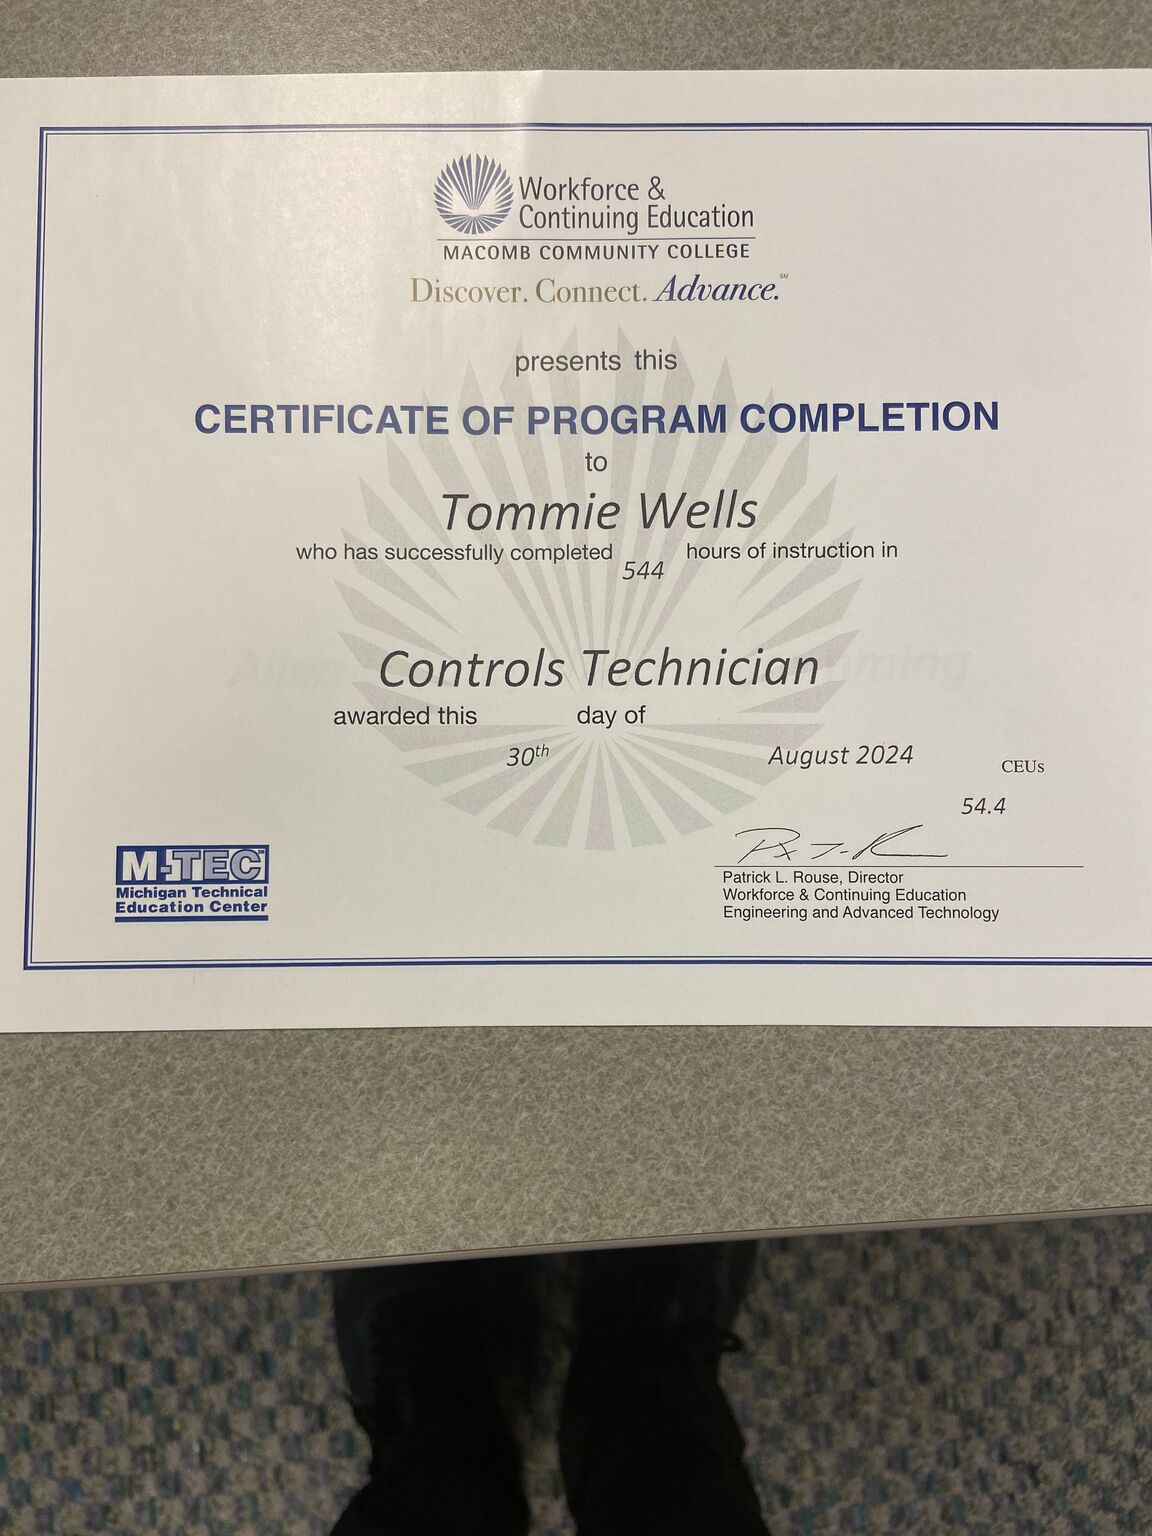 Workforce &
Continuing Education
MACOMB COMMUNITY COLLEGE
Discover. Connect. Advance.℠
presents this
CERTIFICATE OF PROGRAM COMPLETION
to
Tommie Wells
who has successfully completed 544 hours of instruction in
Controls Technician
awarded this 30th day of August 2024
CEUs
54.4
Patrick L. Rouse, Director
Workforce & Continuing Education
Engineering and Advanced Technology
M-TEC℠
Michigan Technical
Education Center